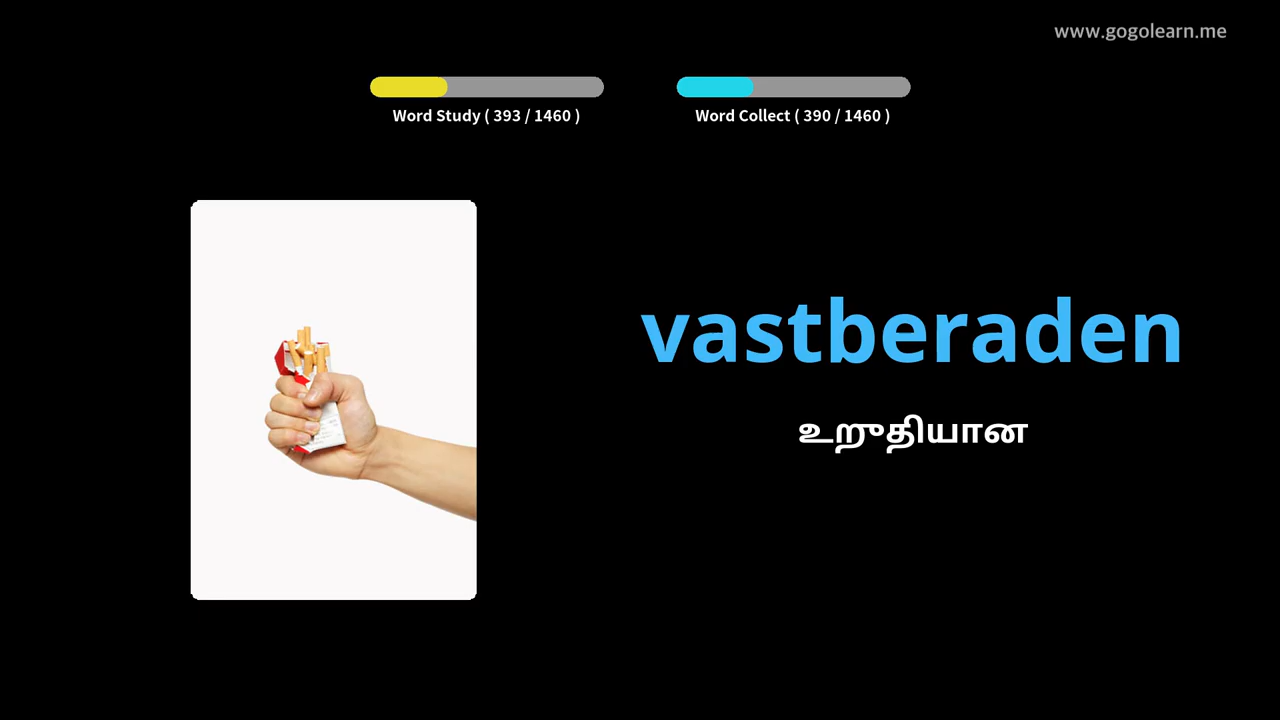 www.gogolearn.me
Word Study ( 393 / 1460 )
Word Collect ( 390 / 1460 )
vastberaden
உறுதியான